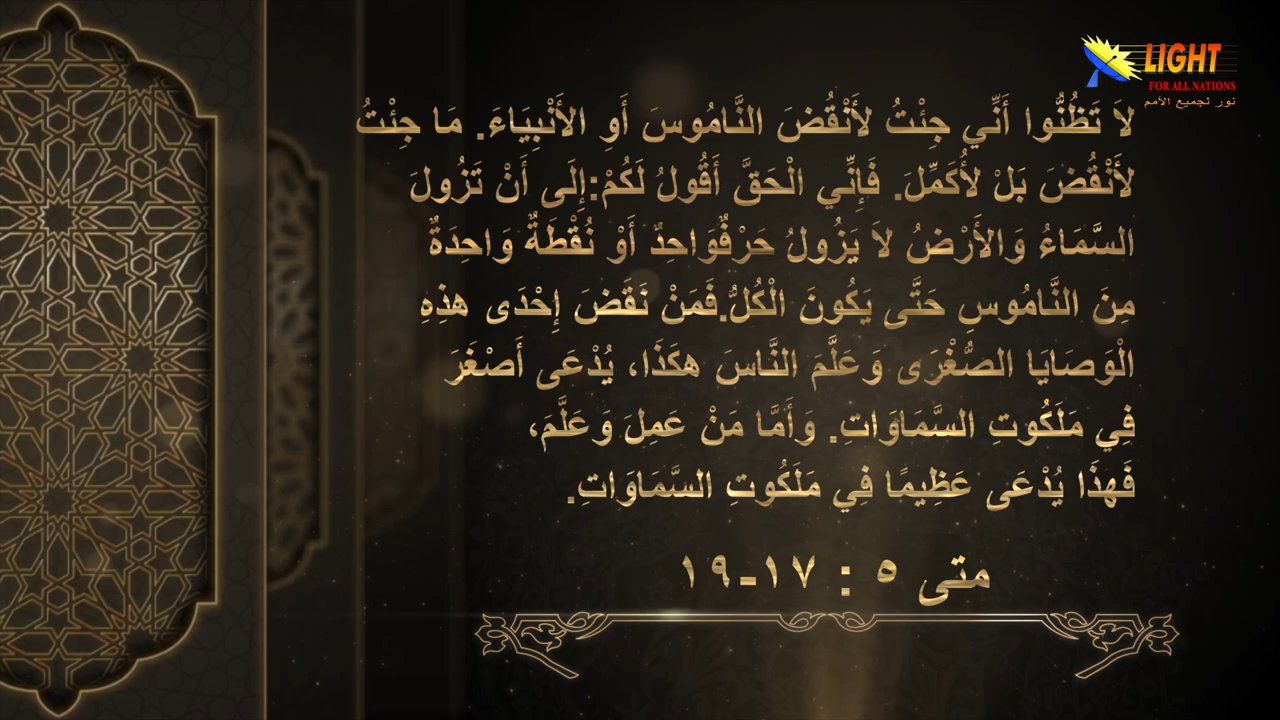 LIGHT
FOR ALL NATIONS
نور لجميع الأمم
لاَ تَظُنُّوا أَنِّي جِئْتُ لأَنْقُضَ النَّامُوسَ أَوِ الأَنْبِيَاءَ. ما جِئْتُ
لأَنْقُضَ بَلْ لأُكَمِّلَ. فَإِنِّي الْحَقَّ أَقُولُ لَكُمْ:إِلَى أَنْ تَزُولَ
السَّمَاءُ وَالأَرْضُ لاَ يَزُولُ حَرْفٌوَاحِدٌ أَوْ نُقْطَةٌ وَاحِدَةٌ
مِنَ النَّامُوسِ حَتَّى يَكُونَ الْكُلُّ.فَمَنْ نَقَضَ إِحْدَى هذِهِ
الْوَصَايَا الصُّغْرَى وَعَلَّمَ النَّاسَ هكَذَا، يُدْعَى أَصْغَرَ
فِي مَلَكُوتِ السَّمَاوَاتِ. وَأَمَّا مَنْ عَمِلَ وَعَلَّمَ،
فَهذَا يُدْعَى عَظِيمًا فِي مَلَكُوتِ السَّمَاوَاتِ.
متى ٥ : ١٧-١٩